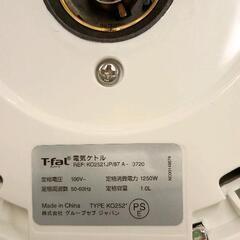 T-fal 電気ケトル
REF: KO2521JP/87 A - 3720
定格電圧 : 100V~ 定格消費電力 : 1250W
定格周波数 : 50-60Hz 定格容量 : 1.0L
Made in China TYPE KO252
株式会社 グループセブ ジャパン
PS
E